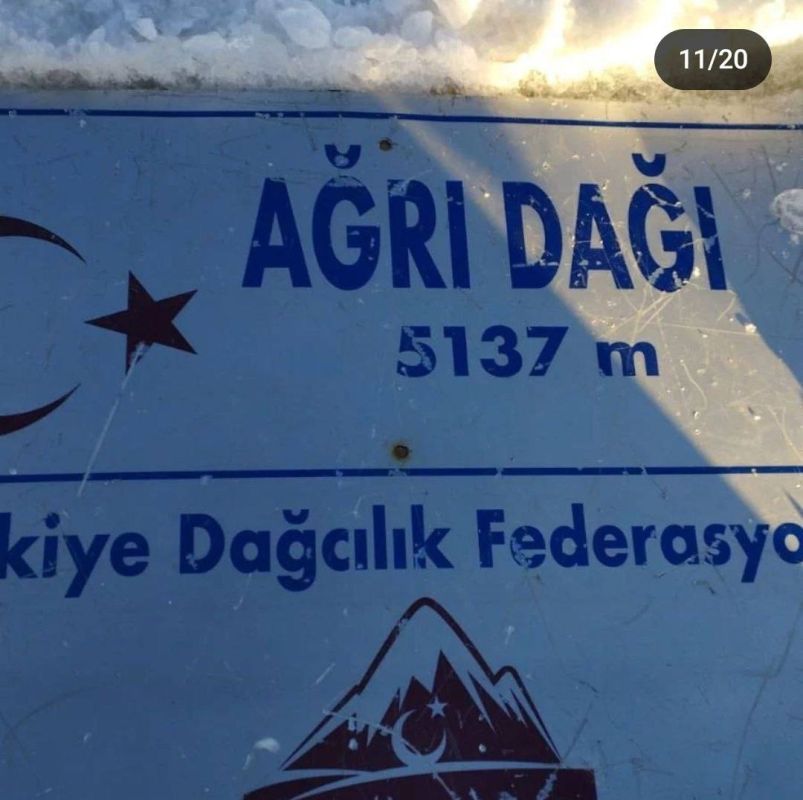 11/20
AĞRI DAĞI
5137 m
kiye Dağcılık Federasyo